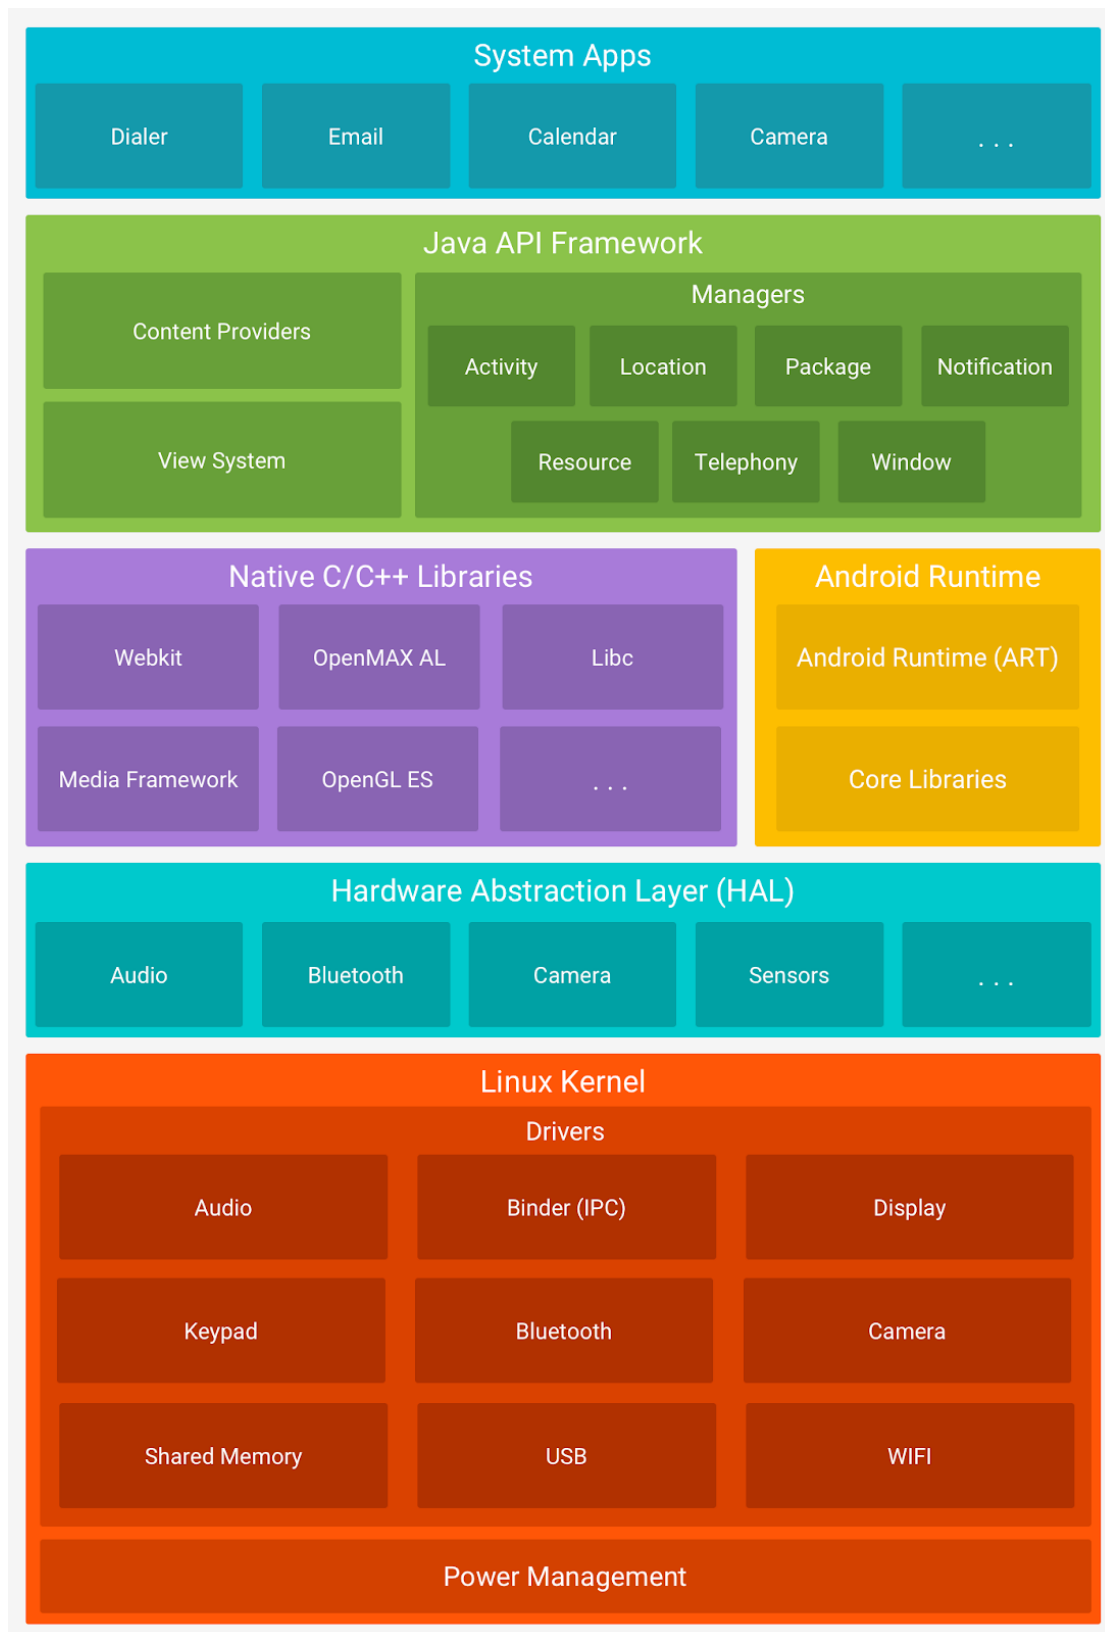 System Apps
Dialer
Email
Calendar
Camera
. . .
Java API Framework
Content Providers
View System
Managers
Activity
Location
Package
Notification
Resource
Telephony
Window
Native C/C++ Libraries
Webkit
OpenMAX AL
Libc
Media Framework
OpenGL ES
. . .
Android Runtime
Android Runtime (ART)
Core Libraries
Hardware Abstraction Layer (HAL)
Audio
Bluetooth
Camera
Sensors
. . .
Linux Kernel
Drivers
Audio
Binder (IPC)
Display
Keypad
Bluetooth
Camera
Shared Memory
USB
WIFI
Power Management